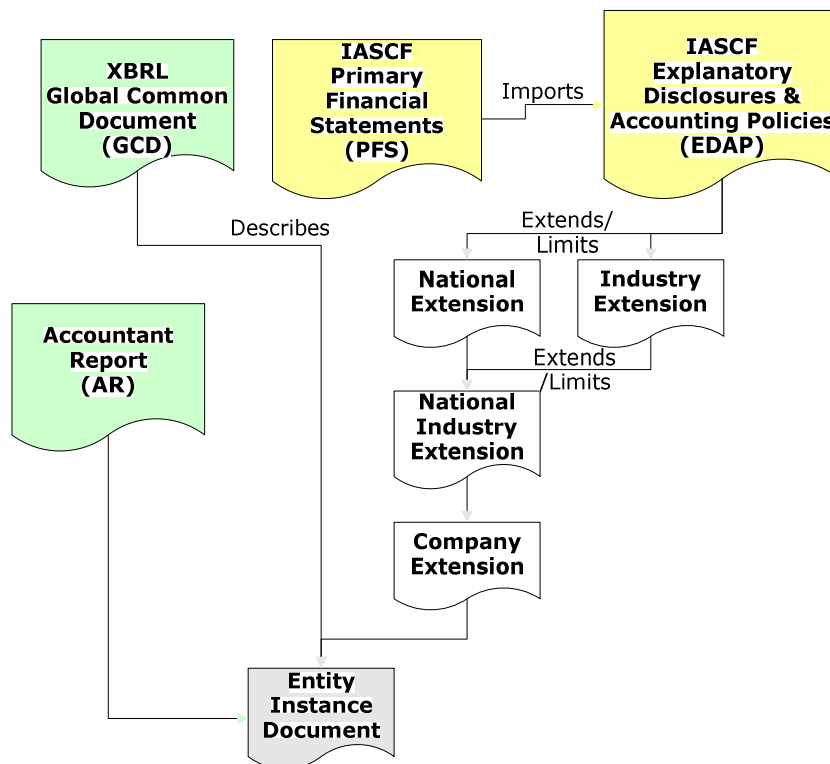 XBRL
Global Common
Document
(GCD)
IASCF
Primary
Financial
Statements
(PFS)
Imports
IASCF
Explanatory
Disclosures &
Accounting Policies
(EDAP)
Describes
Extends/
Limits
National
Extension
Industry
Extension
Accountant
Report
(AR)
Extends
/Limits
National
Industry
Extension
Company
Extension
Entity
Instance
Document